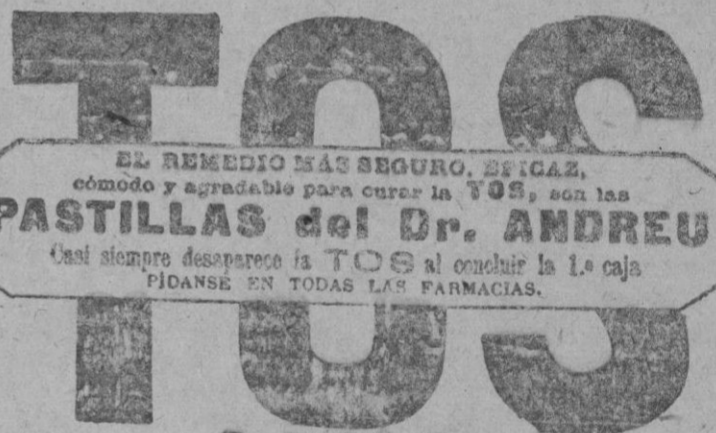 TOS
EL REMEDIO MÁS SEGURO, EFICAZ,
cómodo y agradable para curar la TOS, son las
PASTILLAS del Dr. ANDREU
Casi siempre desaparece la TOS al concluir la 1.ª caja
PÍDANSE EN TODAS LAS FARMACIAS.